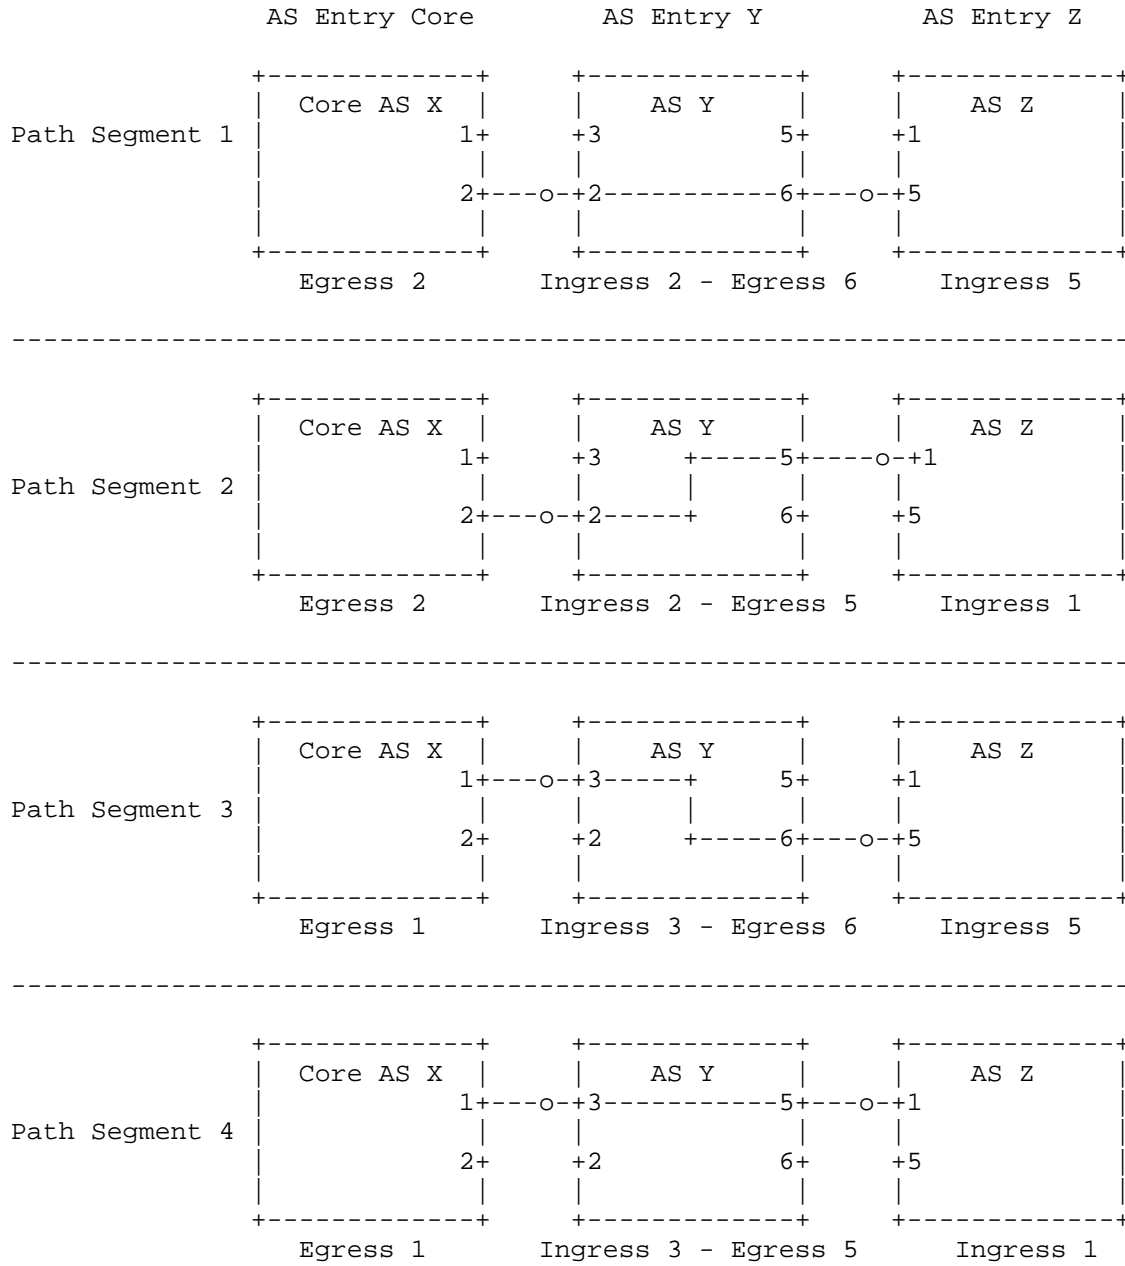 AS Entry Core        AS Entry Y          AS Entry Z

               +-------------+     +-------------+     +-------------+
               |  Core AS X  |     |    AS Y     |     |    AS Z     |
Path Segment 1 |            1+     +3           5+     +1            |
               |             |     |             |     |             |
               |            2+---o-+2-----------6+---o-+5            |
               |             |     |             |     |             |
               +-------------+     +-------------+     +-------------+
                  Egress 2       Ingress 2 - Egress 6     Ingress 5

----------------------------------------------------------------------

               +-------------+     +-------------+     +-------------+
               |  Core AS X  |     |    AS Y     |     |    AS Z     |
               |            1+     +3     +-----5+----o-+1           |
Path Segment 2 |             |     |      |      |     |             |
               |            2+---o-+2-----+     6+     +5            |
               |             |     |             |     |             |
               +-------------+     +-------------+     +-------------+
                  Egress 2       Ingress 2 - Egress 5     Ingress 1

----------------------------------------------------------------------

               +-------------+     +-------------+     +-------------+
               |  Core AS X  |     |    AS Y     |     |    AS Z     |
               |            1+---o-+3-----+     5+     +1            |
Path Segment 3 |             |     |      |      |     |             |
               |            2+     +2     +-----6+---o-+5            |
               |             |     |             |     |             |
               +-------------+     +-------------+     +-------------+
                  Egress 1       Ingress 3 - Egress 6     Ingress 5

----------------------------------------------------------------------

               +-------------+     +-------------+     +-------------+
               |  Core AS X  |     |    AS Y     |     |    AS Z     |
               |            1+---o-+3-----------5+---o-+1            |
Path Segment 4 |             |     |             |     |             |
               |            2+     +2           6+     +5            |
               |             |     |             |     |             |
               +-------------+     +-------------+     +-------------+
                  Egress 1       Ingress 3 - Egress 5      Ingress 1